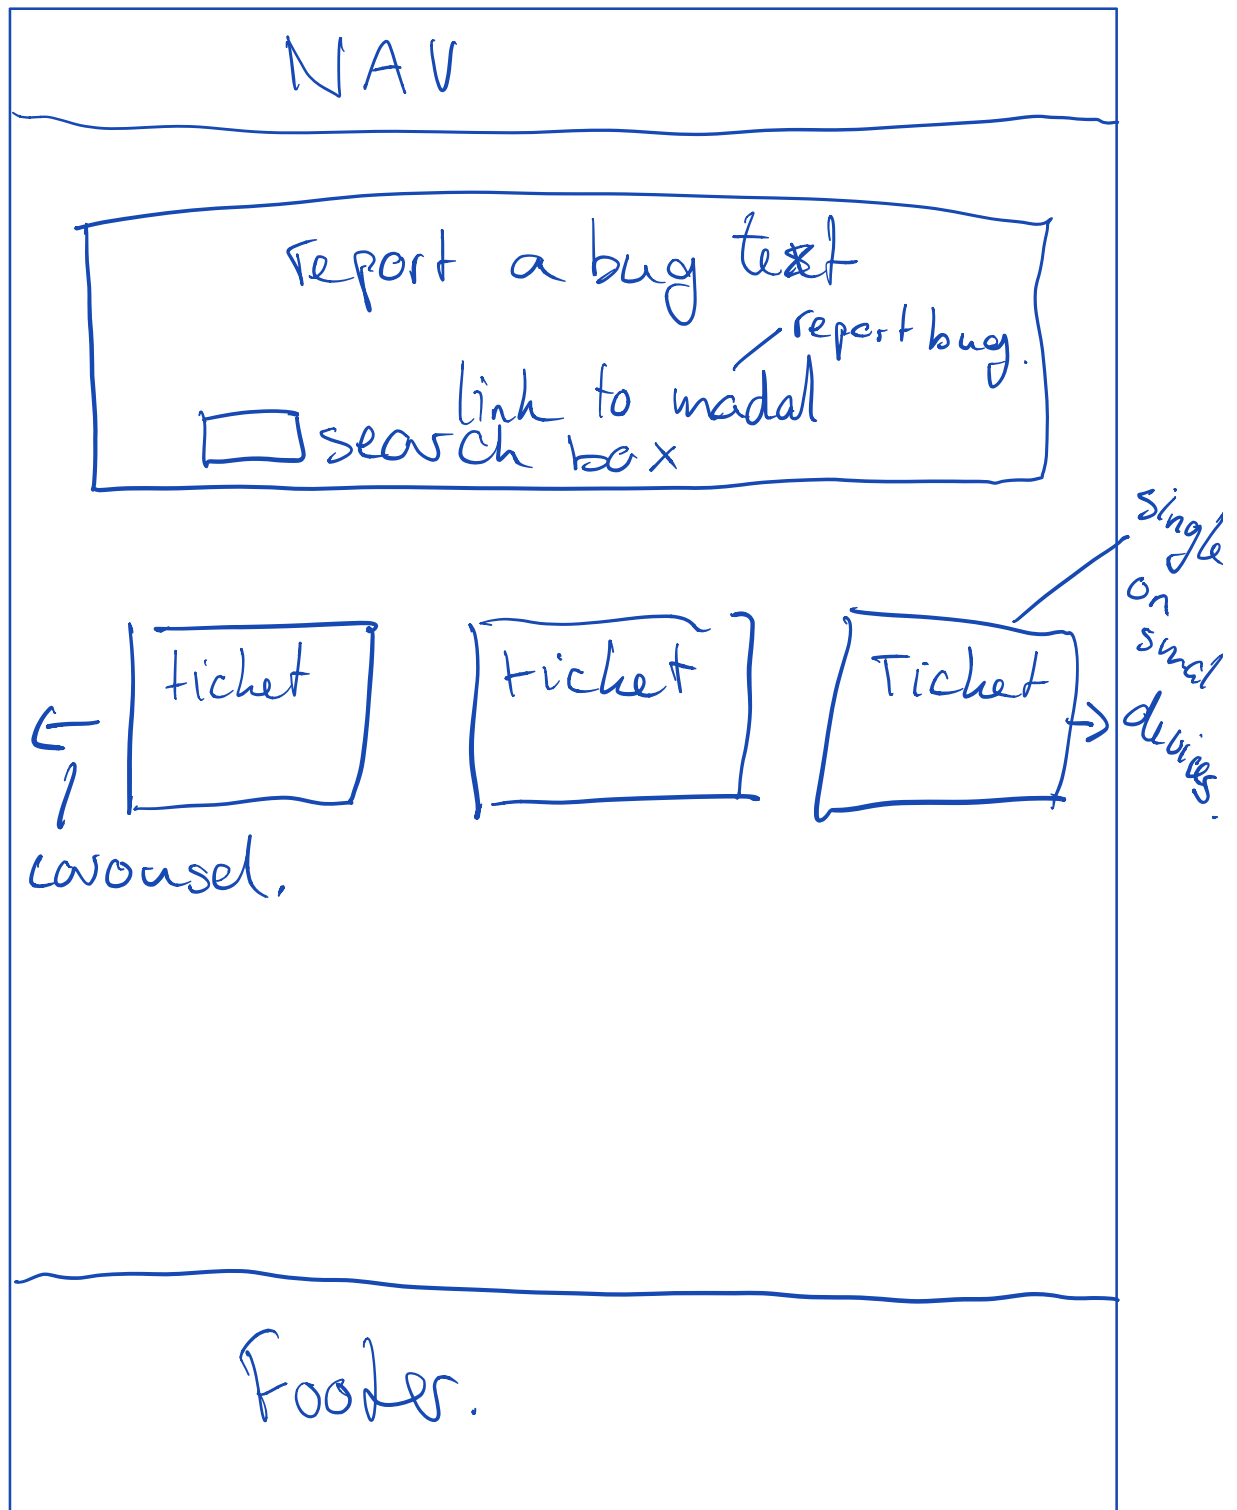 NAV
report a bug text
report bug.
link to madal
search box
single
on
smal
devices.
ticket
ticket
Ticket
carousel.
Footer.